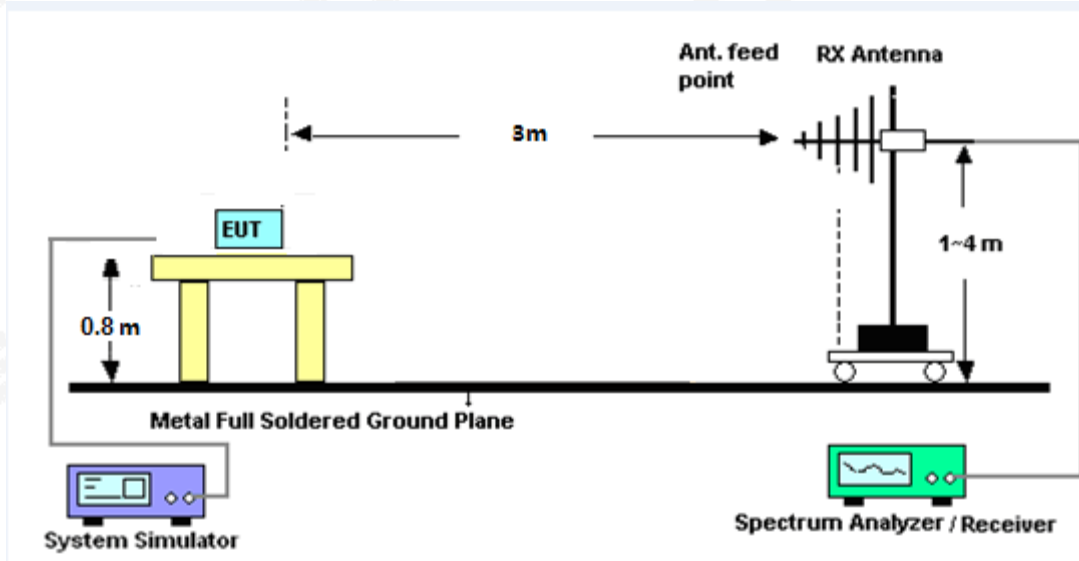 Ant. feed
point
RX Antenna
3m
EUT
1~4 m
0.8 m
Metal Full Soldered Ground Plane
System Simulator
Spectrum Analyzer / Receiver